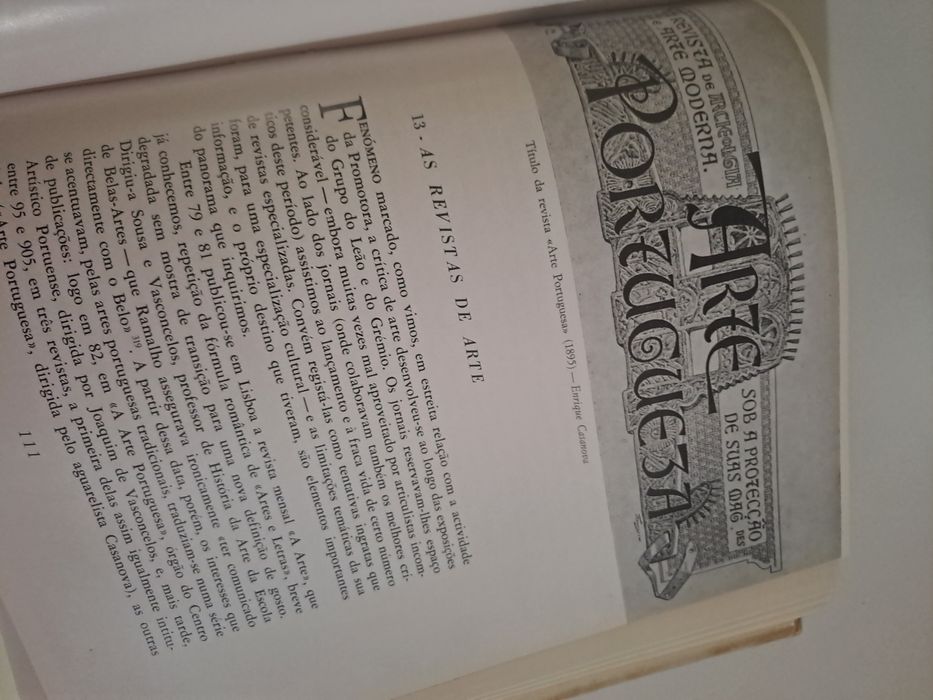 REVISTA DE ARCHEOLOGIA
E ARTE MODERNA.
ARTE
PORTUGUEZA
SOB A PROTECÇÃO
DE SUAS MAG.DES
Título da revista «Arte Portuguesa» (1895) — Enrique Casanova
13 - AS REVISTAS DE ARTE
FENÓMENO marcado, como vimos, em estreita relação com a actividade
da Promotora, a crítica de arte desenvolveu-se ao longo das exposições
do Grupo do Leão e do Grémio. Os jornais reservavam-lhes espaço
considerável — embora muitas vezes mal aproveitado por articulistas incom-
petentes. Ao lado dos jornais (onde colaboravam também os melhores crí-
ticos deste período) assistimos ao lançamento e à fraca vida de certo número
de revistas especializadas. Convém registá-las como tentativas ingratas que
foram, para uma especialização cultural — e as limitações temáticas da sua
informação, e o próprio destino que tiveram, são elementos importantes
do panorama que inquirimos.
Entre 79 e 81 publicou-se em Lisboa a revista mensal «A Arte», que
já conhecemos, repetição da fórmula romântica de «Artes e Letras», breve
degradada sem mostra de transição para uma nova definição de gosto.
Dirigiu-a Sousa e Vasconcelos, professor de História da Arte da Escola
de Belas-Artes — que Ramalho assegurava ironicamente «ter comunicado
directamente com o Belo» 310. A partir dessa data, porém, os interesses que
se acentuavam, pelas artes portuguesas tradicionais, traduziam-se numa série
de publicações: logo em 82, em «A Arte Portuguesa», órgão do Centro
Artístico Portuense, dirigida por Joaquim de Vasconcelos, e, mais tarde,
entre 95 e 905, em três revistas, a primeira delas assim igualmente intitu-
(«Arte Portuguesa», dirigida pelo aguarelista Casanova), as outras
111